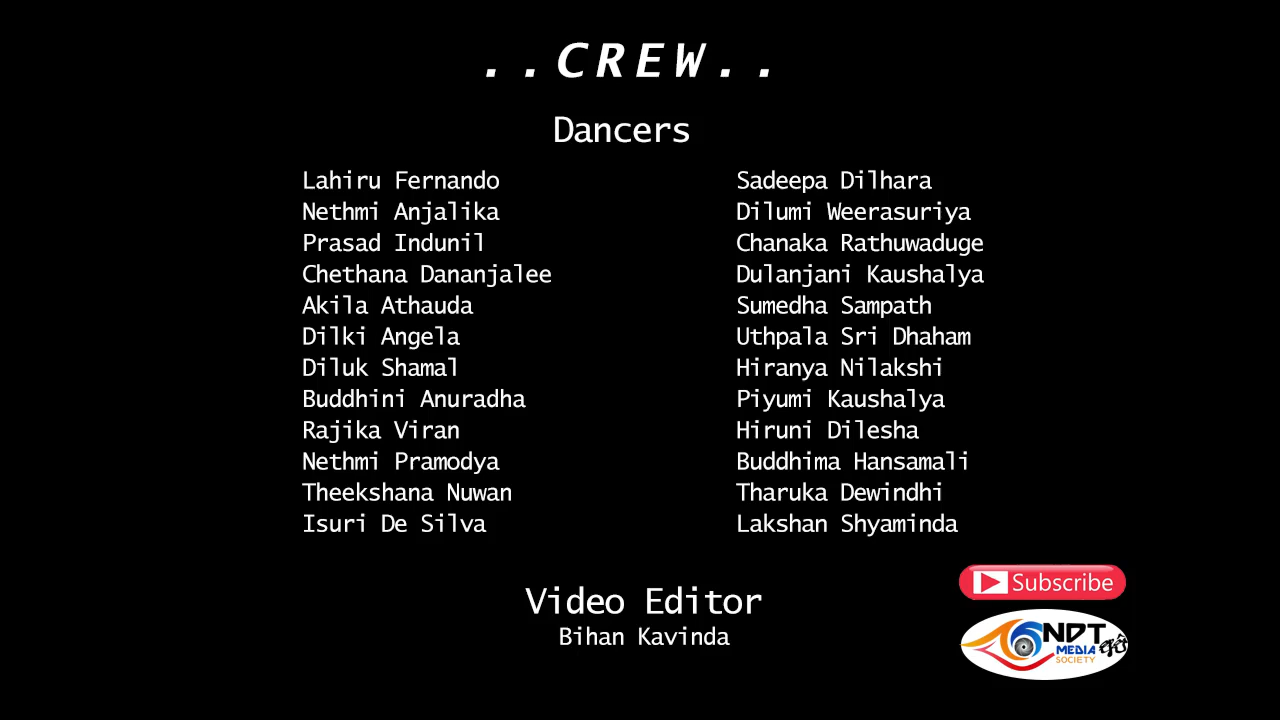 ..CREW..
Dancers
Lahiru Fernando
Nethmi Anjalika
Prasad Indunil
Chethana Dananjalee
Akila Athauda
Dilki Angela
Diluk Shamal
Buddhini Anuradha
Rajika Viran
Nethmi Pramodya
Theekshana Nuwan
Isuri De Silva
Sadeepa Dilhara
Dilumi Weerasuriya
Chanaka Rathuwaduge
Dulanjani Kaushalya
Sumedha Sampath
Uthpala Sri Dhaham
Hiranya Nilakshi
Piyumi Kaushalya
Hiruni Dilesha
Buddhima Hansamali
Tharuka Dewindhi
Lakshan Shyaminda
Video Editor
Bihan Kavinda
Subscribe
NDT
MEDIA
SOCIETY